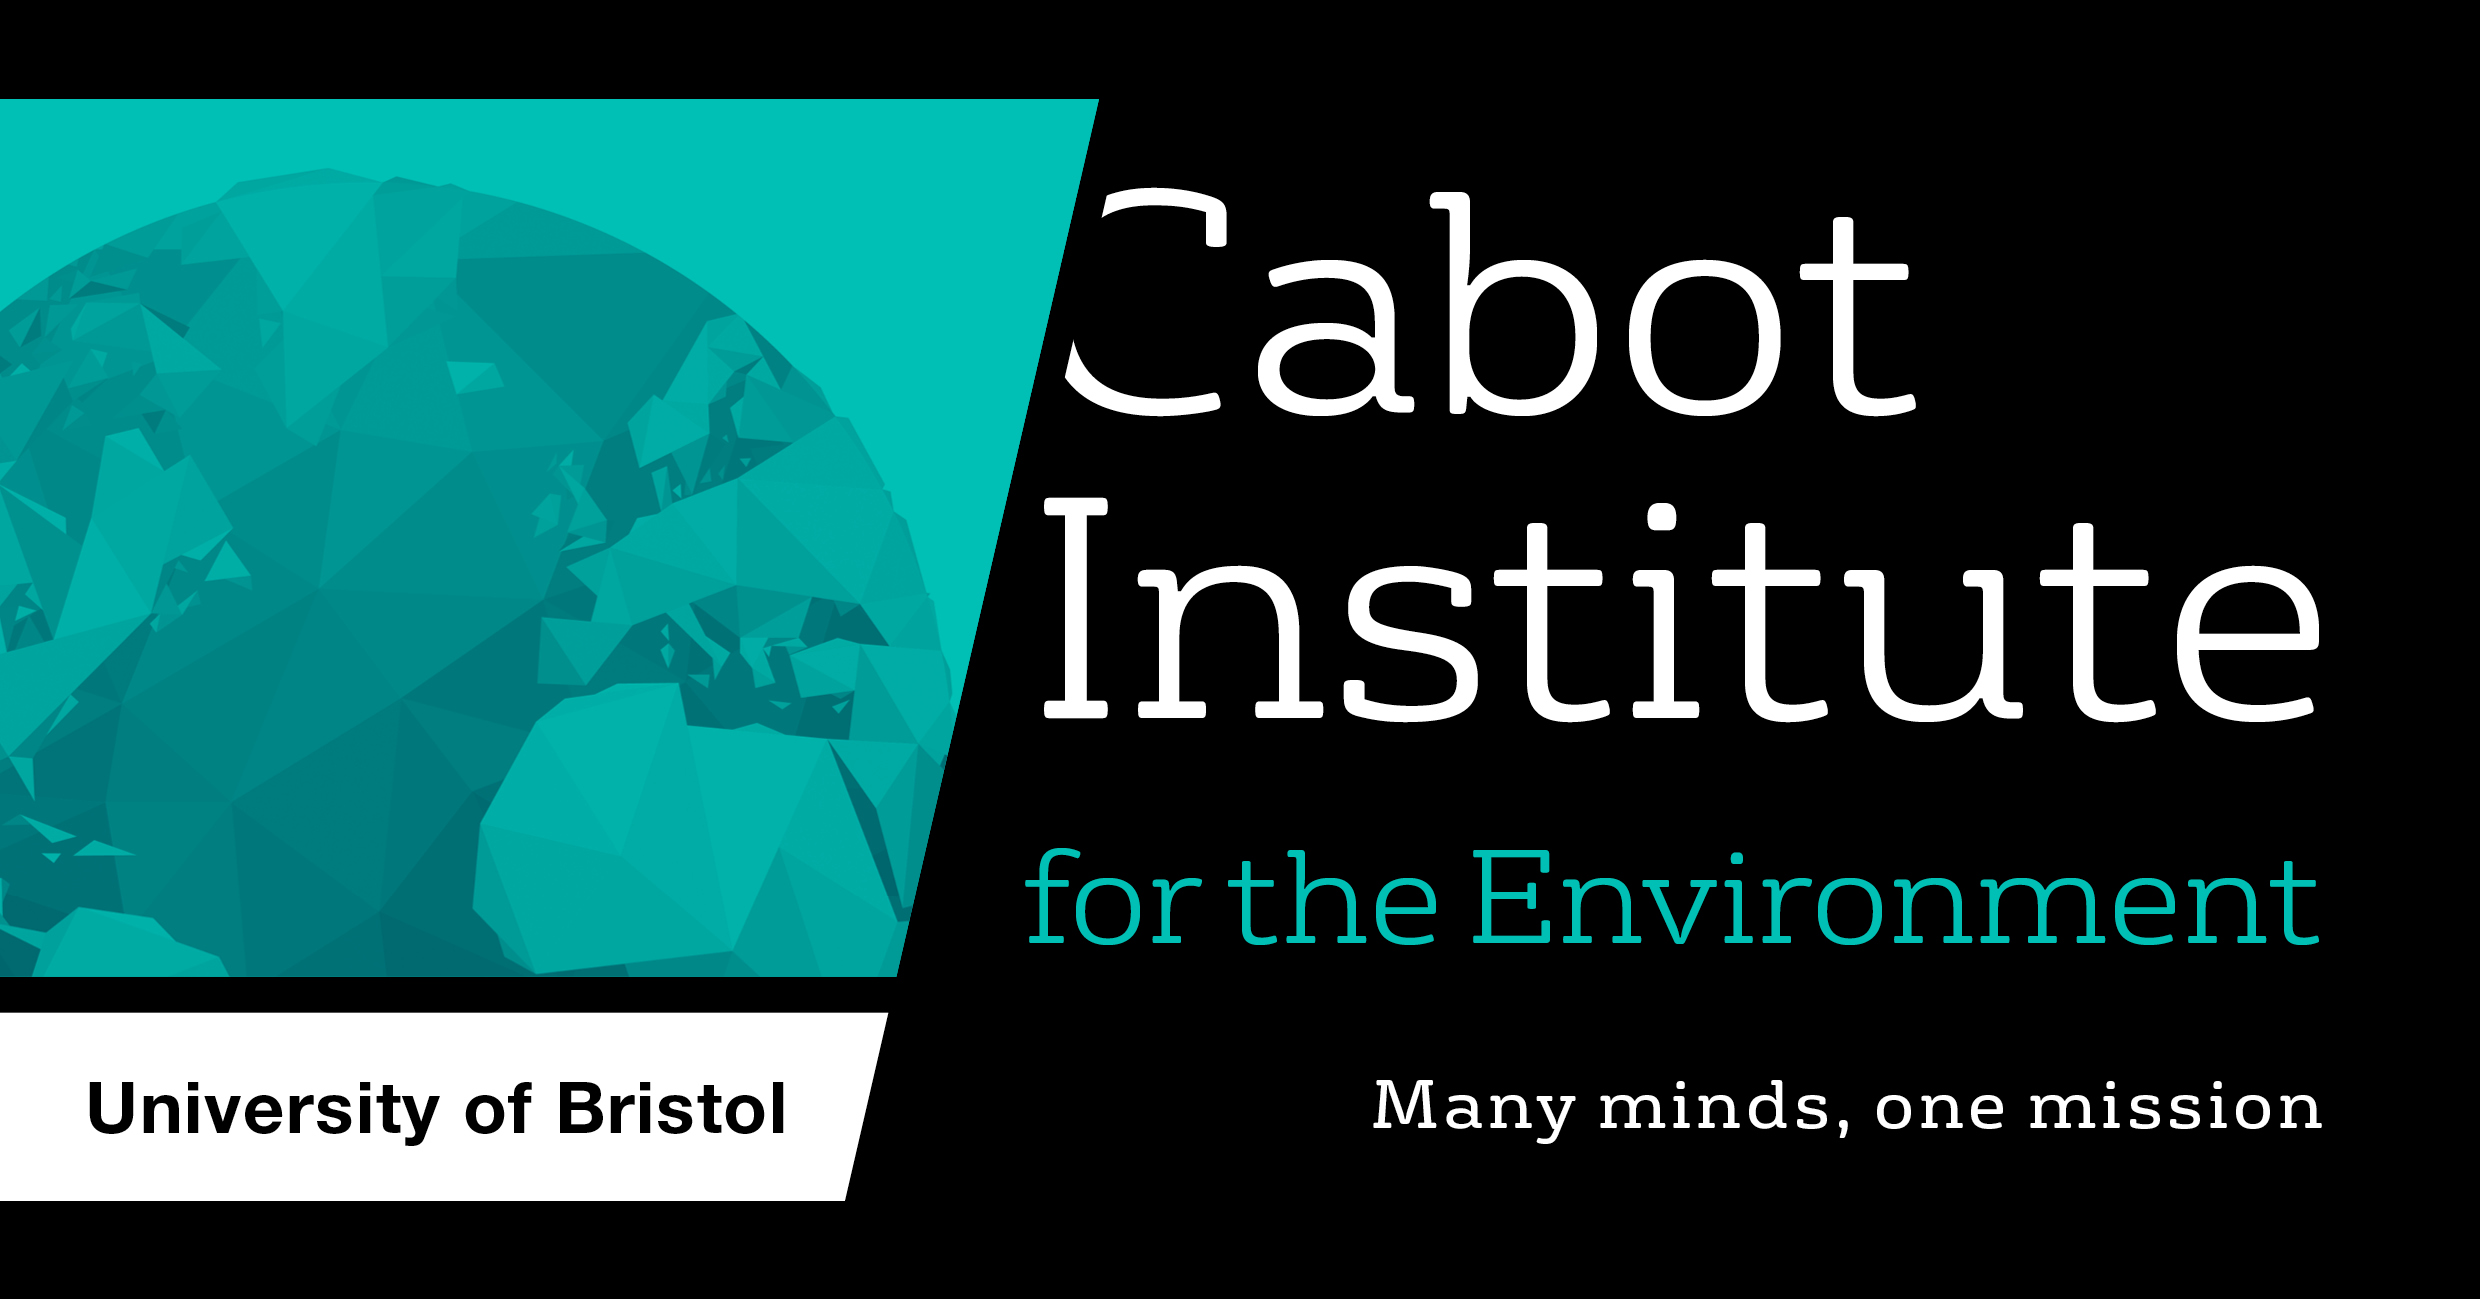 Cabot
Institute
for the Environment
University of Bristol
Many minds, one mission